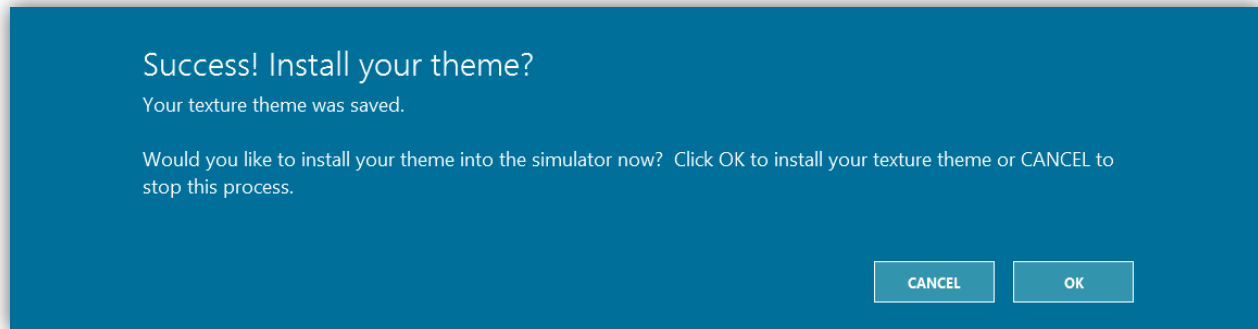 Success! Install your theme?
Your texture theme was saved.
Would you like to install your theme into the simulator now?  Click OK to install your texture theme or CANCEL to
stop this process.
CANCEL
OK